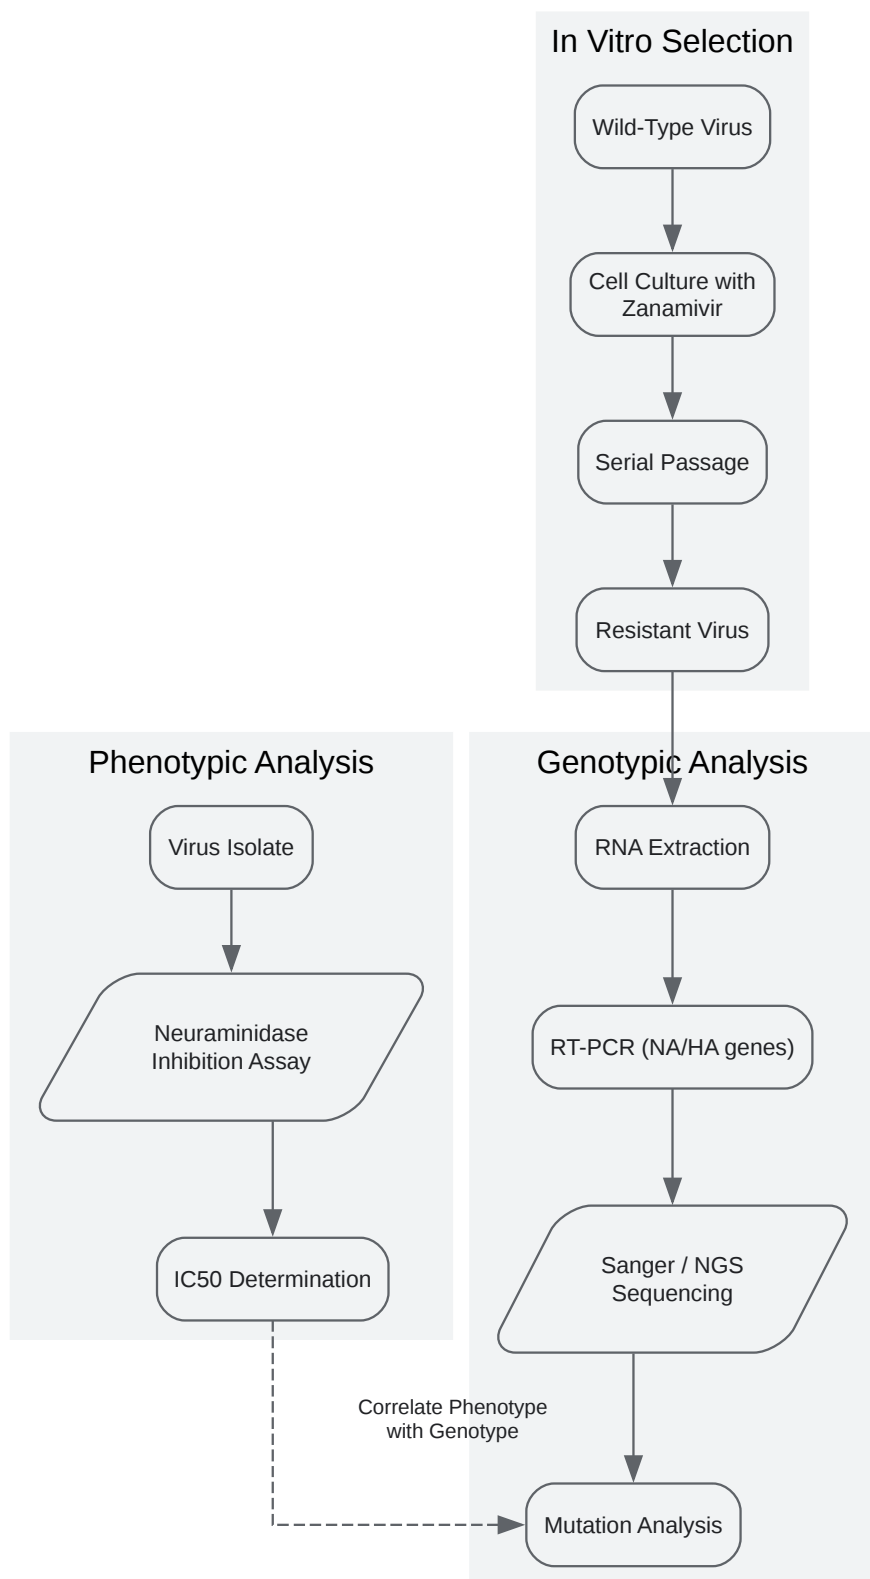 In Vitro Selection
Wild-Type Virus
Cell Culture with
Zanamivir
Serial Passage
Resistant Virus
Phenotypic Analysis
Virus Isolate
Neuraminidase
Inhibition Assay
IC50 Determination
Genotypic Analysis
RNA Extraction
RT-PCR (NA/HA genes)
Sanger / NGS
Sequencing
Correlate Phenotype
with Genotype
Mutation Analysis